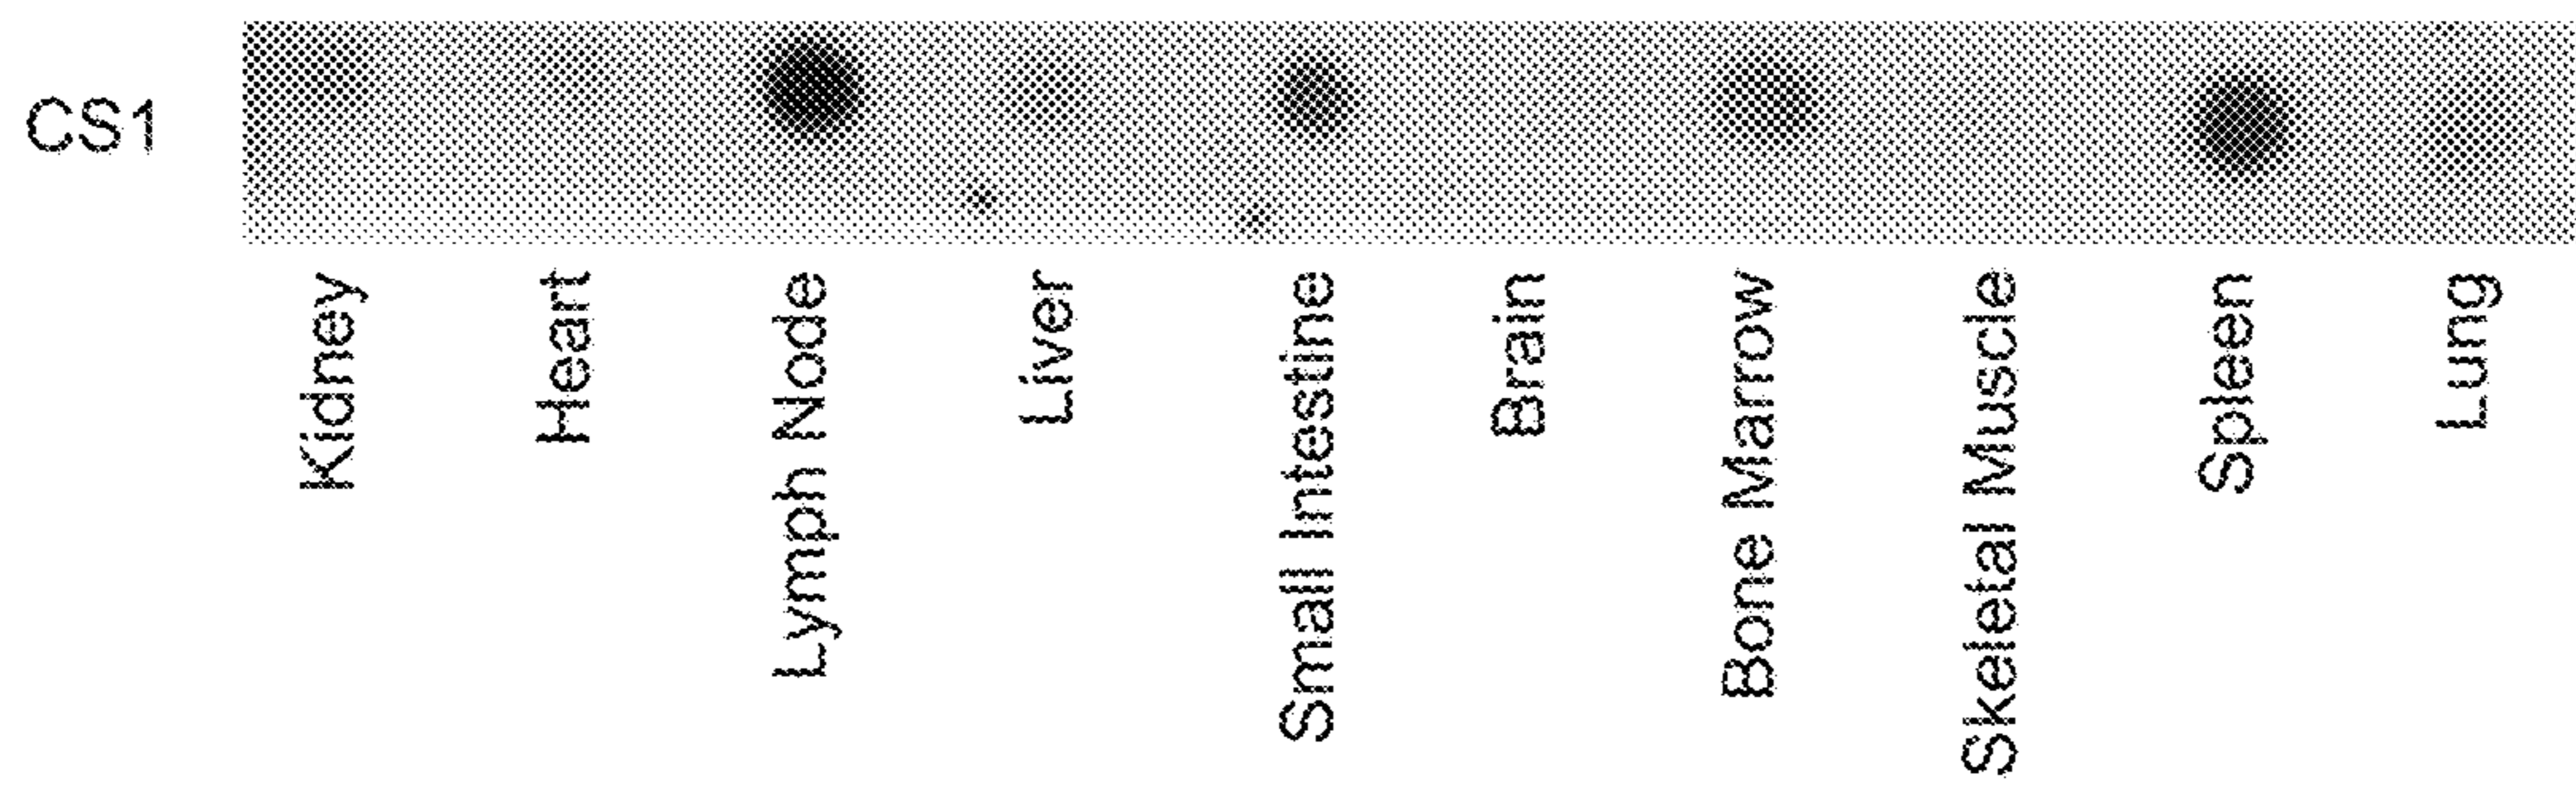 CS1
Kidney
Heart
Lymph Node
Liver
Small Intestine
Brain
Bone Marrow
Skeletal Muscle
Spleen
Lung